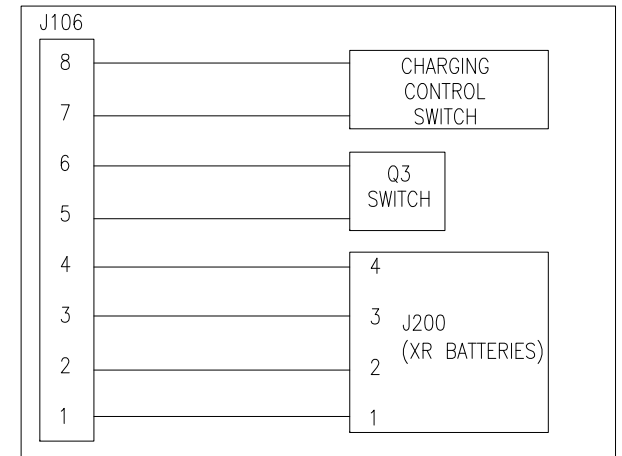 J106
8
7
6
5
4
3
2
1
CHARGING
CONTROL
SWITCH
Q3
SWITCH
4
3
2
1
J200
(XR BATTERIES)